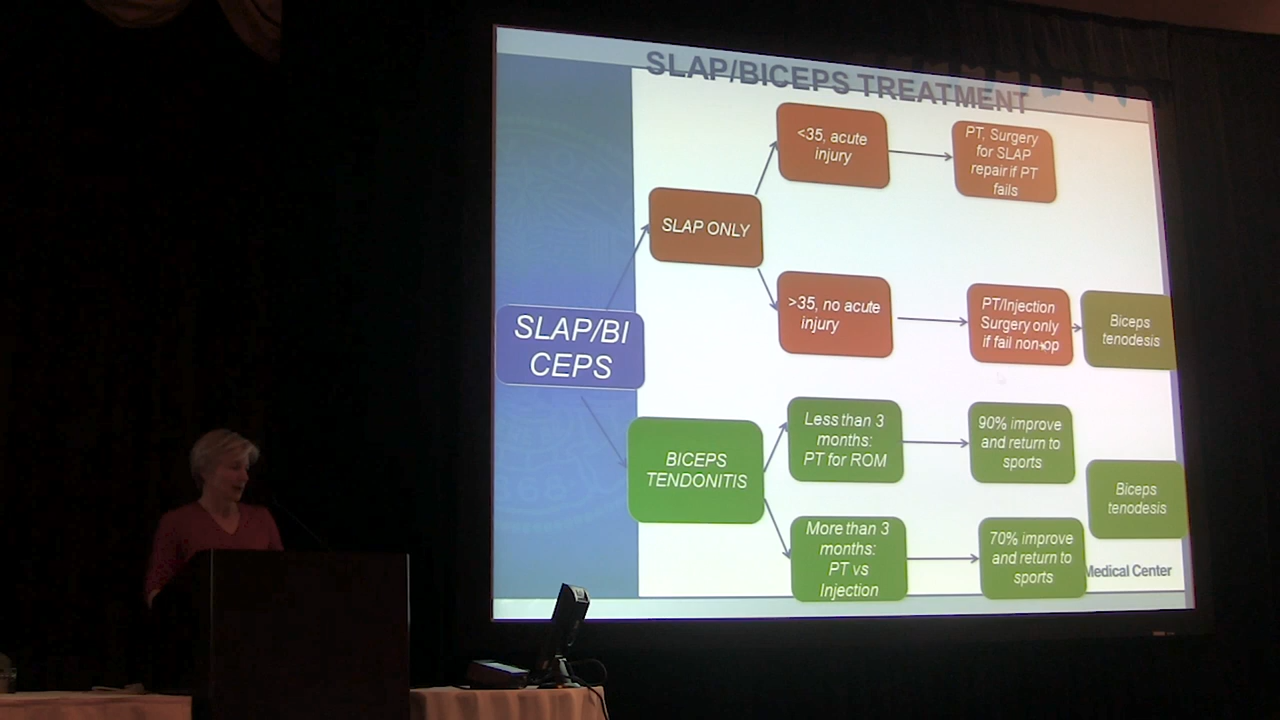 SLAP/BICEPS TREATMENT
<35, acute
injury
PT, Surgery
for SLAP
repair if PT
fails
SLAP ONLY
>35, no acute
injury
PT/Injection
Surgery only
if fail non-op
Biceps
tenodesis
SLAP/BI
CEPS
BICEPS
TENDONITIS
Less than 3
months:
PT for ROM
90% improve
and return to
sports
Biceps
tenodesis
More than 3
months:
PT vs
Injection
70% improve
and return to
sports
Medical Center